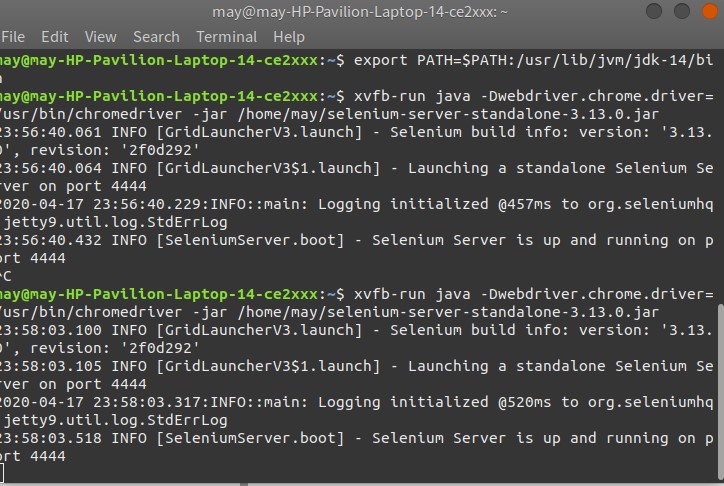 may@may-HP-Pavilion-Laptop-14-ce2xxx: ~
File Edit View Search Terminal Help
may@may-HP-Pavilion-Laptop-14-ce2xxx:~$ export PATH=$PATH:/usr/lib/jvm/jdk-14/bi
n
may@may-HP-Pavilion-Laptop-14-ce2xxx:~$ xvfb-run java -Dwebdriver.chrome.driver=
/usr/bin/chromedriver -jar /home/may/selenium-server-standalone-3.13.0.jar
23:56:40.061 INFO [GridLauncherV3.launch] - Selenium build info: version: '3.13.
0', revision: '2f0d292'
23:56:40.064 INFO [GridLauncherV3$1.launch] - Launching a standalone Selenium Se
rver on port 4444
2020-04-17 23:56:40.229:INFO::main: Logging initialized @457ms to org.seleniumhq
.jetty9.util.log.StdErrLog
23:56:40.432 INFO [SeleniumServer.boot] - Selenium Server is up and running on p
ort 4444
^C
may@may-HP-Pavilion-Laptop-14-ce2xxx:~$ xvfb-run java -Dwebdriver.chrome.driver=
/usr/bin/chromedriver -jar /home/may/selenium-server-standalone-3.13.0.jar
23:58:03.100 INFO [GridLauncherV3.launch] - Selenium build info: version: '3.13.
0', revision: '2f0d292'
23:58:03.105 INFO [GridLauncherV3$1.launch] - Launching a standalone Selenium Se
rver on port 4444
2020-04-17 23:58:03.317:INFO::main: Logging initialized @520ms to org.seleniumhq
.jetty9.util.log.StdErrLog
23:58:03.518 INFO [SeleniumServer.boot] - Selenium Server is up and running on p
ort 4444